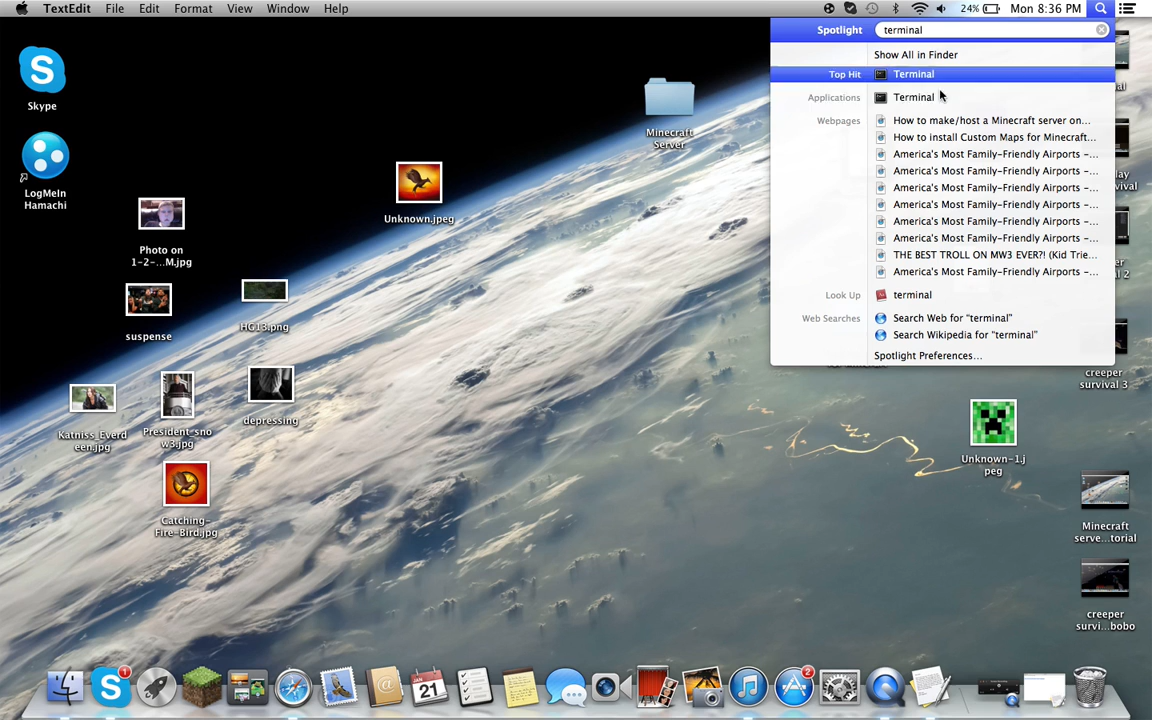 TextEdit File Edit Format View Window Help
24% Mon 8:36 PM
Spotlight terminal
Show All in Finder
Top Hit Terminal
Applications Terminal
Webpages How to make/host a Minecraft server on...
How to install Custom Maps for Minecraft...
America's Most Family-Friendly Airports -...
America's Most Family-Friendly Airports -...
America's Most Family-Friendly Airports -...
America's Most Family-Friendly Airports -...
America's Most Family-Friendly Airports -...
America's Most Family-Friendly Airports -...
THE BEST TROLL ON MW3 EVER?! (Kid Trie...
America's Most Family-Friendly Airports -...
Look Up terminal
Web Searches Search Web for "terminal"
Search Wikipedia for "terminal"
Spotlight Preferences...
Skype
LogMeIn
Hamachi
Photo on
1-2-...M.jpg
suspense
HG13.png
Katniss_Everd
een.jpg
President_sno
w3.jpg
depressing
Catching-
Fire-Bird.jpg
Unknown.jpeg
Minecraft
Server
creeper
survival 3
Unknown-1.j
peg
Minecraft
serve...torial
creeper
survi...bobo
1
JAN
21
2